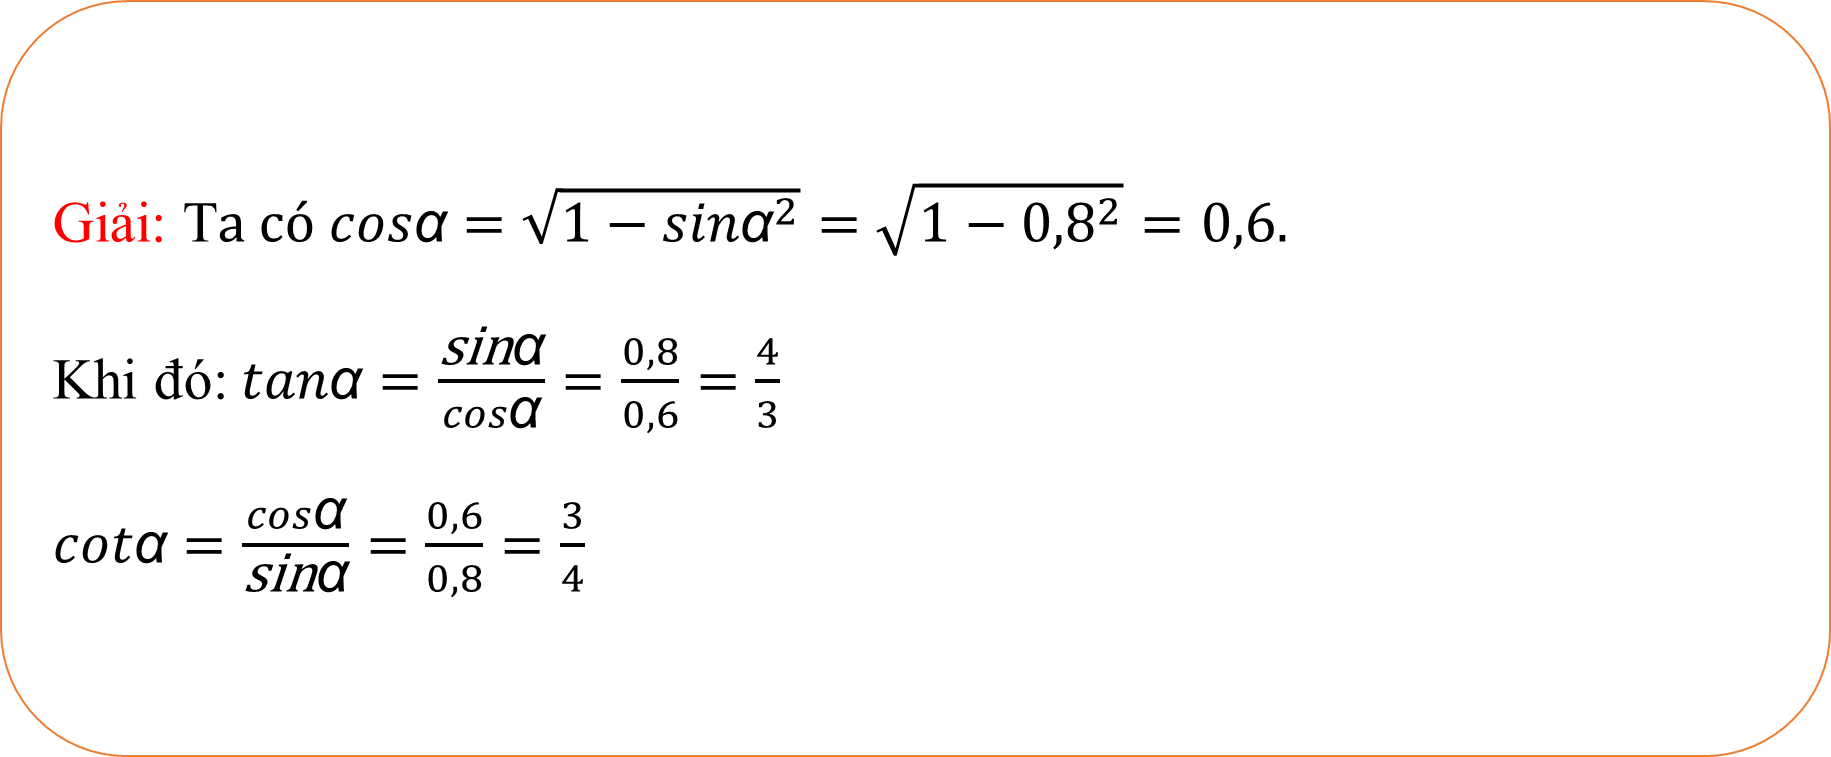 Giải: Ta có cosα = √(1 − sinα²) = √(1 − 0,8²) = 0,6.
Khi đó: tanα = sinα/cosα = 0,8/0,6 = 4/3
cotα = cosα/sinα = 0,6/0,8 = 3/4